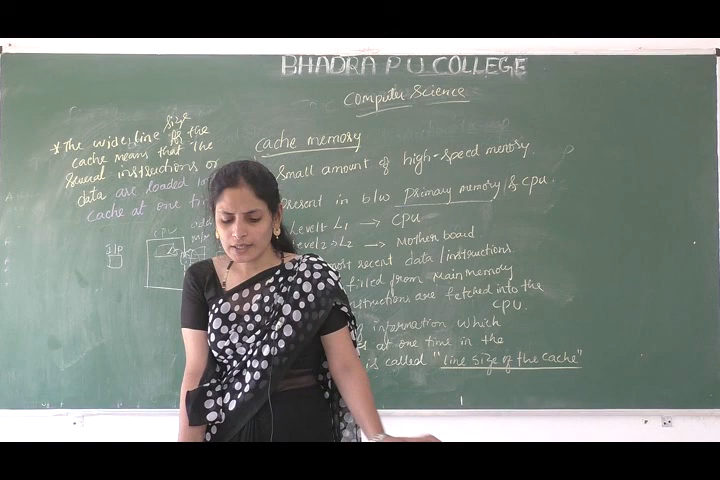 BHADRA P U COLLEGE
Computer Science
* The wide line size of the
cache means that the
several instructions or
data are loaded
cache at one
CPU
I/P
cache memory
Small amount of high-speed memory.
Present in b/w primary memory & CPU.
Level1 L1 → CPU
Level2 → L2 → Mother board
most recent data/instructions
filled from Main memory
instructions are fetched into the
CPU.
of information which
at one time in the
is called "line size of the cache"